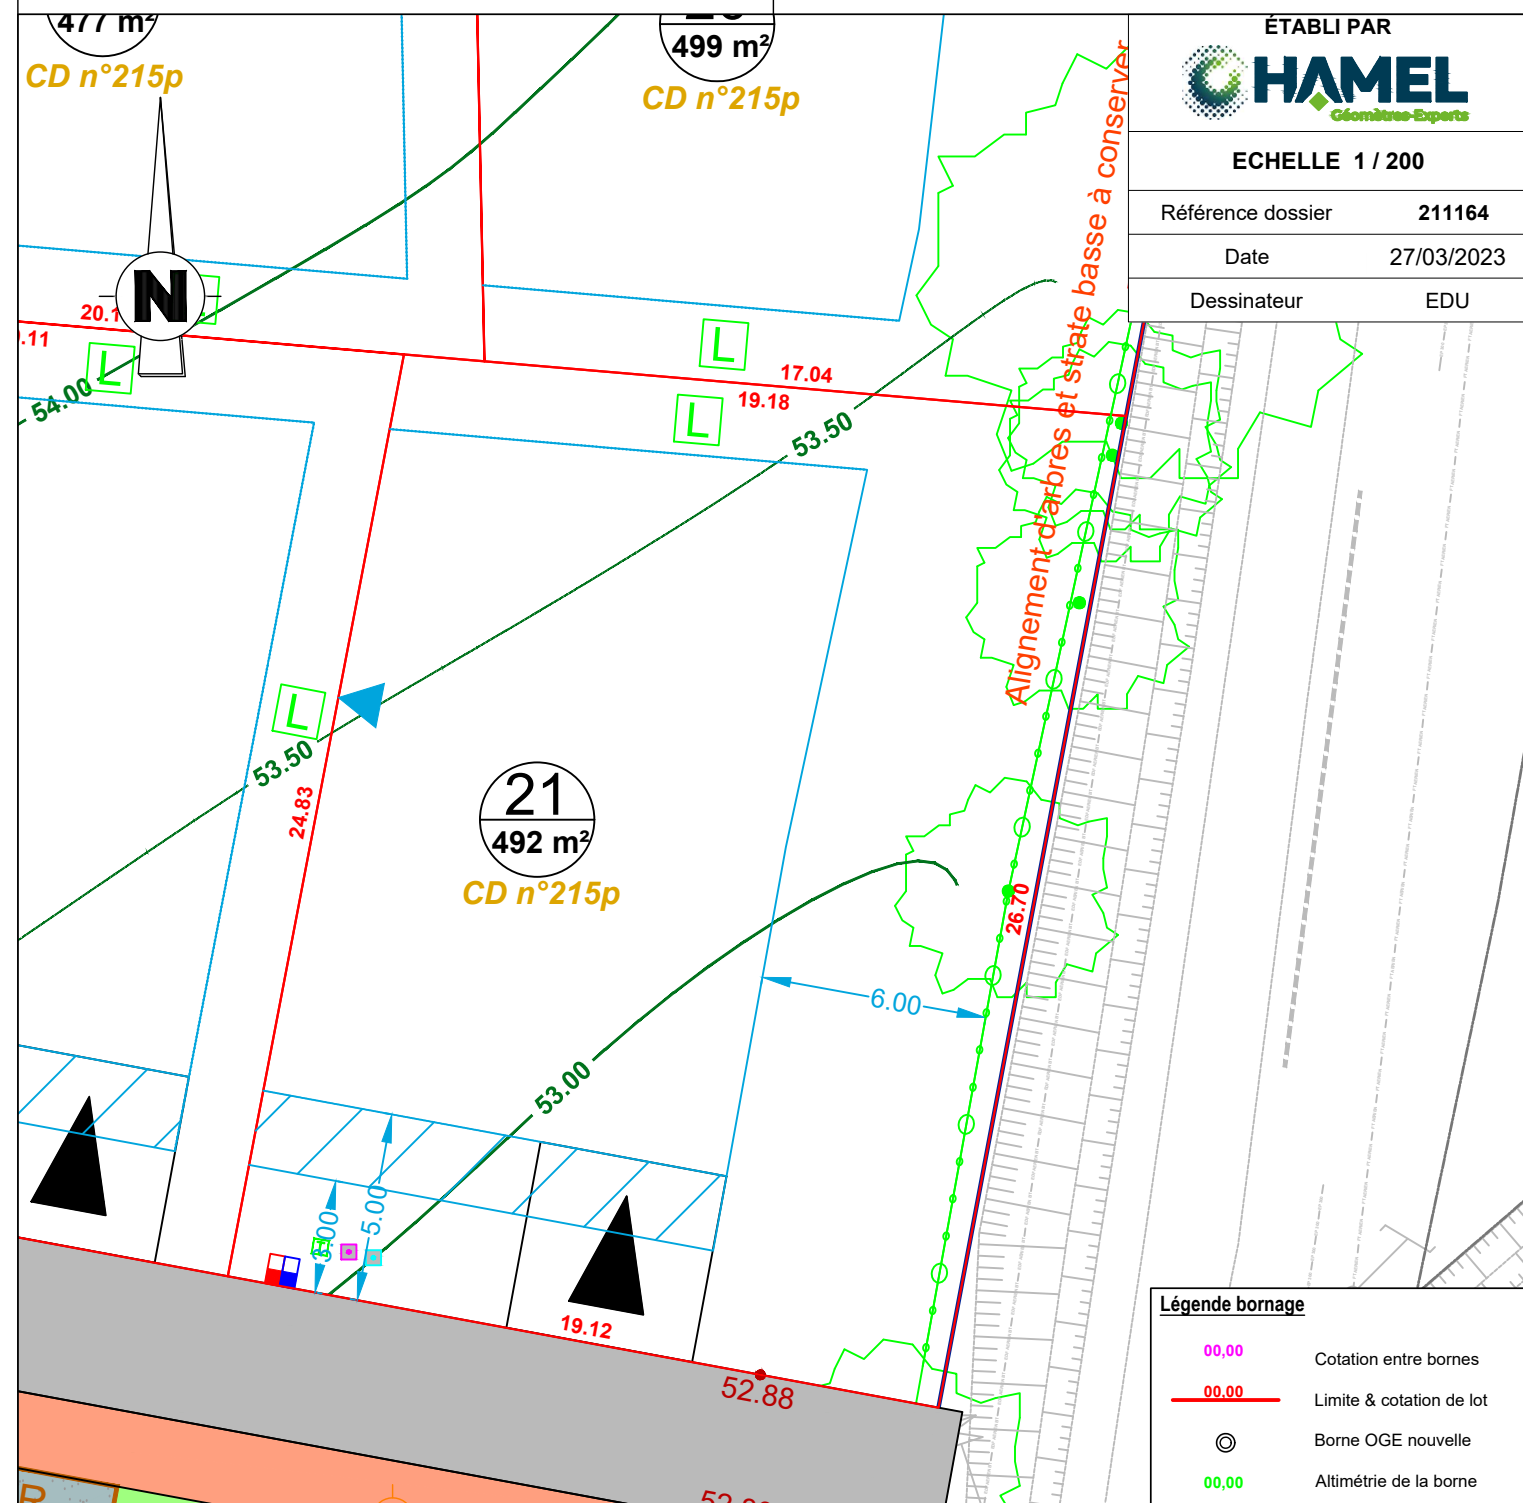 477 m²
CD n°215p
499 m²
CD n°215p
ÉTABLI PAR
HAMEL
Géomètres-Experts
ECHELLE 1 / 200
Référence dossier 211164
Date 27/03/2023
Dessinateur EDU
Alignement d'arbres et strate basse à conserver
N
L
L
17.04
19.18
L
L
54.00
53.50
L
53.50
24.83
21
492 m²
CD n°215p
26.70
6.00
53.00
5.00
3.00
19.12
52.88
Légende bornage
00,00 Cotation entre bornes
00,00 Limite & cotation de lot
Borne OGE nouvelle
00,00 Altimétrie de la borne